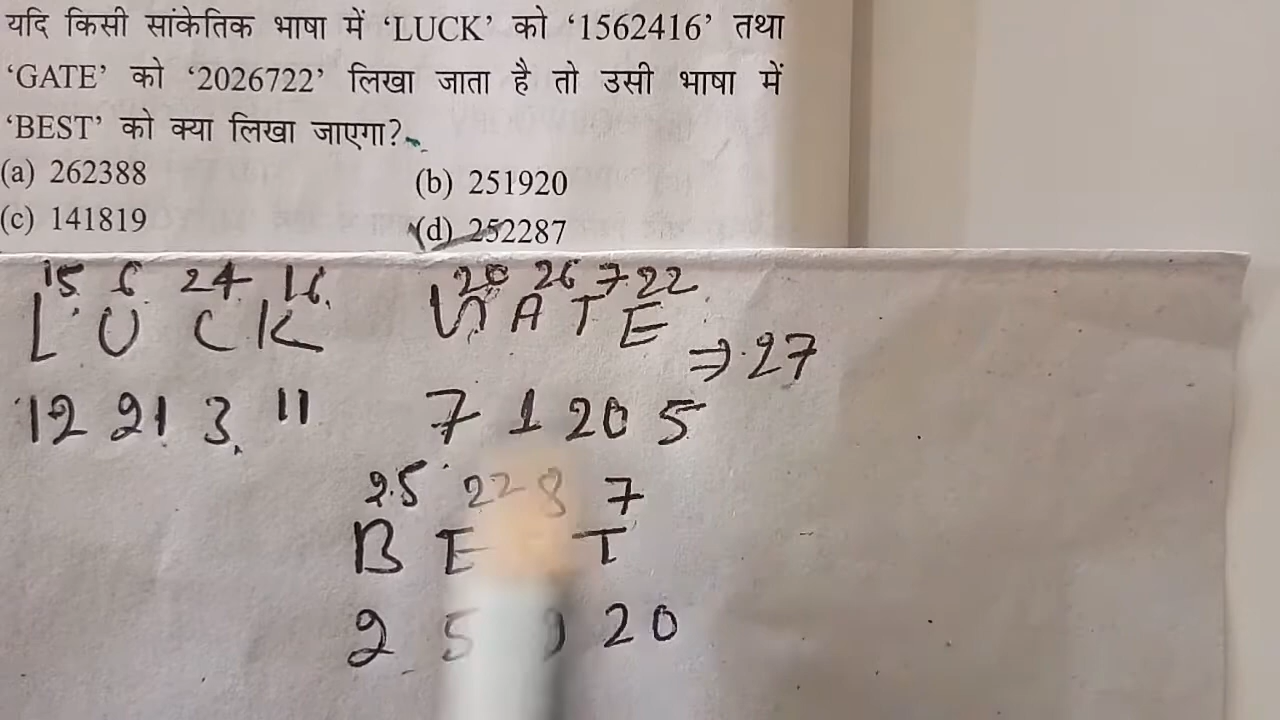 यदि किसी सांकेतिक भाषा में ‘LUCK’ को ‘1562416’ तथा
‘GATE’ को ‘2026722’ लिखा जाता है तो उसी भाषा में
‘BEST’ को क्या लिखा जाएगा?
(a) 262388 (b) 251920
(c) 141819 (d) 252287
15 6 24 16 20 26 7 22
L U C K G A T E
⇒ 27
12 21 3 11 7 1 20 5
25 22 8 7
B E T
2 5 20